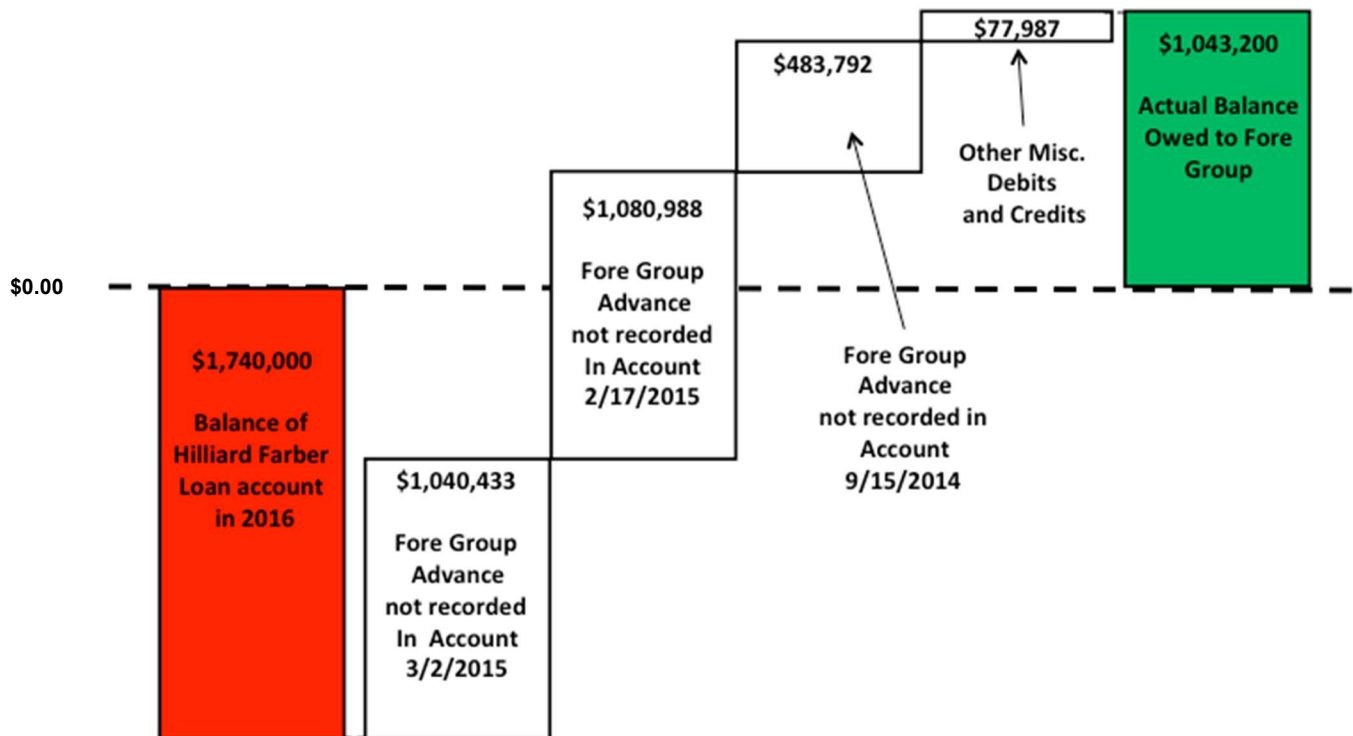 $0.00
$1,740,000
Balance of
Hilliard Farber
Loan account
in 2016
$1,040,433
Fore Group
Advance
not recorded
In Account
3/2/2015
$1,080,988
Fore Group
Advance
not recorded
In Account
2/17/2015
$483,792
Fore Group
Advance
not recorded in
Account
9/15/2014
$77,987
Other Misc.
Debits
and Credits
$1,043,200
Actual Balance
Owed to Fore
Group